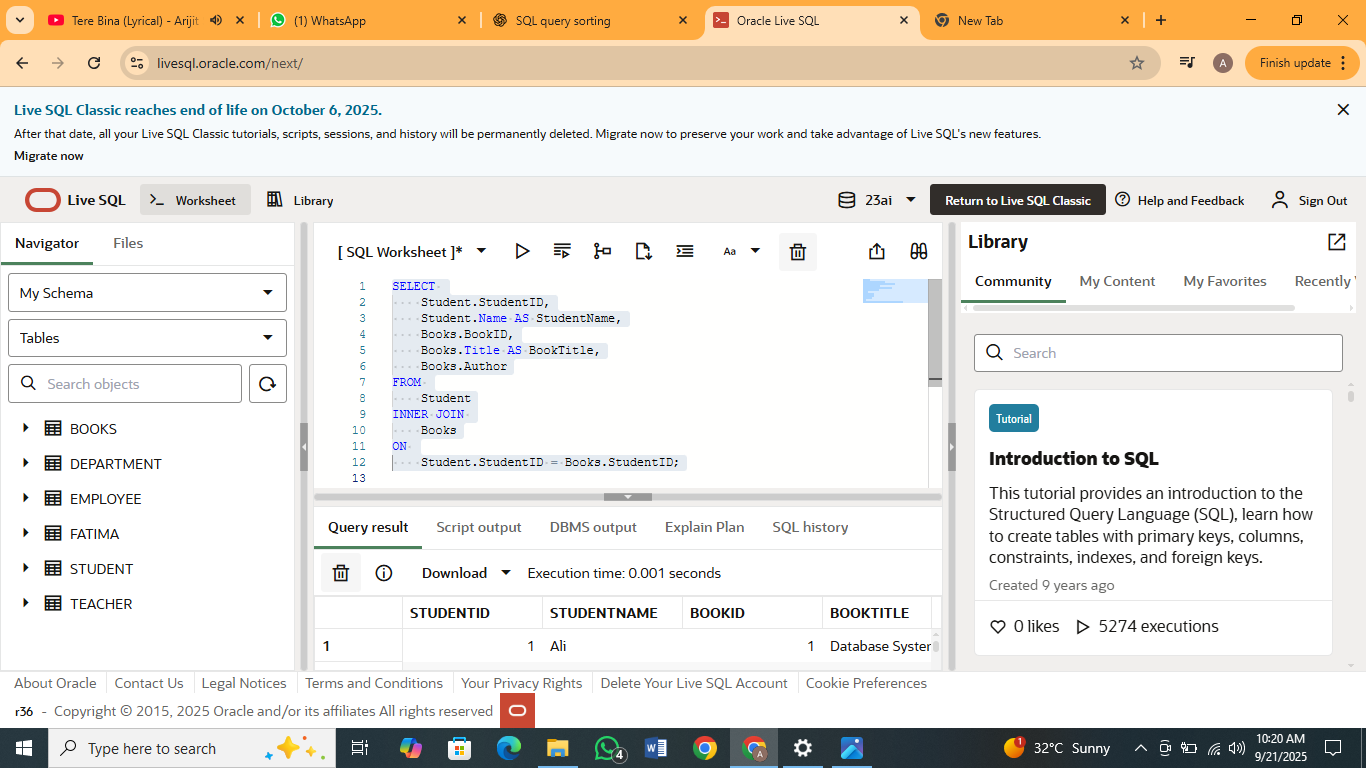 Tere Bina (Lyrical) - Arijit
(1) WhatsApp
SQL query sorting
Oracle Live SQL
New Tab
livesql.oracle.com/next/
A
Finish update
Live SQL Classic reaches end of life on October 6, 2025.
After that date, all your Live SQL Classic tutorials, scripts, sessions, and history will be permanently deleted. Migrate now to preserve your work and take advantage of Live SQL's new features.
Migrate now
Live SQL
Worksheet
Library
23ai
Return to Live SQL Classic
Help and Feedback
Sign Out
Navigator
Files
My Schema
Tables
Search objects
BOOKS
DEPARTMENT
EMPLOYEE
FATIMA
STUDENT
TEACHER
[ SQL Worksheet ]*
Aa
1 SELECT
2 Student.StudentID,
3 Student.Name AS StudentName,
4 Books.BookID,
5 Books.Title AS BookTitle,
6 Books.Author
7 FROM
8 Student
9 INNER JOIN
10 Books
11 ON
12 Student.StudentID = Books.StudentID;
13
Query result
Script output
DBMS output
Explain Plan
SQL history
Download
Execution time: 0.001 seconds
STUDENTID STUDENTNAME BOOKID BOOKTITLE
1 1 Ali 1 Database System
Library
Community
My Content
My Favorites
Recently
Search
Tutorial
Introduction to SQL
This tutorial provides an introduction to the
Structured Query Language (SQL), learn how
to create tables with primary keys, columns,
constraints, indexes, and foreign keys.
Created 9 years ago
0 likes
5274 executions
About Oracle
Contact Us
Legal Notices
Terms and Conditions
Your Privacy Rights
Delete Your Live SQL Account
Cookie Preferences
r36 - Copyright © 2015, 2025 Oracle and/or its affiliates All rights reserved
Type here to search
4
A
1
32°C Sunny
10:20 AM
9/21/2025